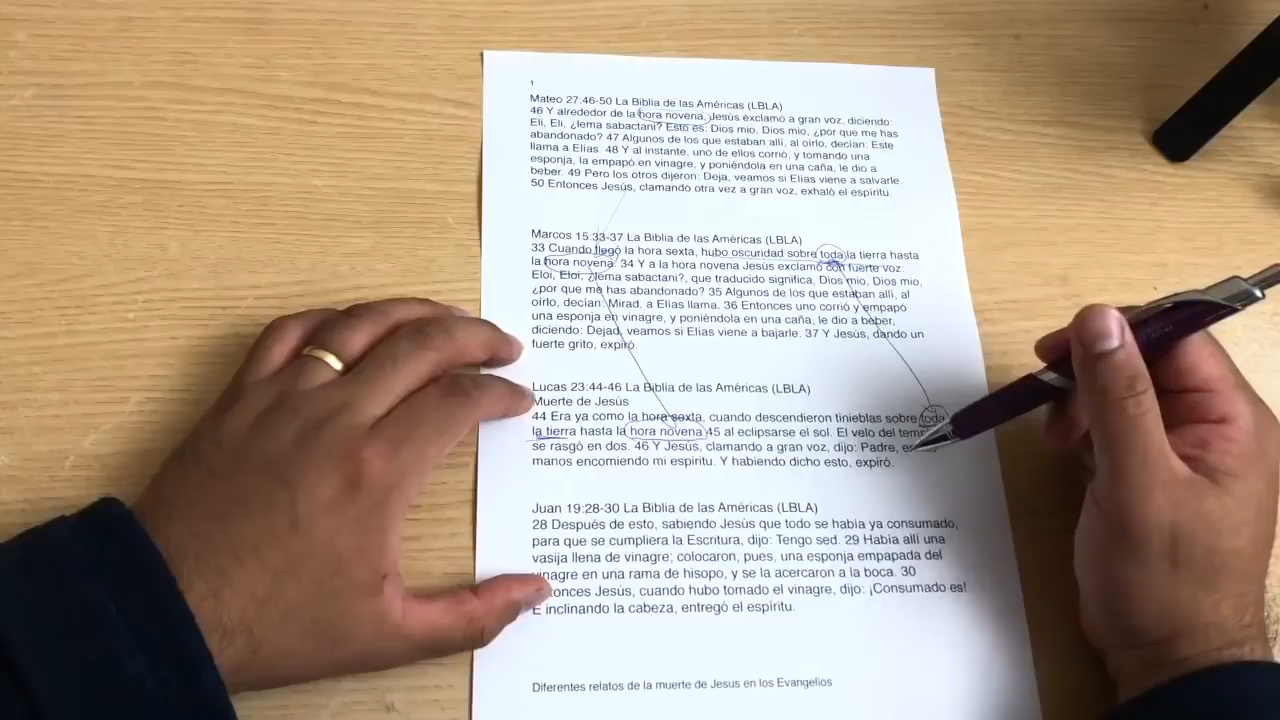 1
Mateo 27:46-50 La Biblia de las Américas (LBLA)
46 Y alrededor de la hora novena, Jesús exclamó a gran voz, diciendo:
Eli, Eli, ¿lema sabactani? Esto es: Dios mío, Dios mío, ¿por qué me has
abandonado? 47 Algunos de los que estaban allí, al oírlo, decían: Este
llama a Elías. 48 Y al instante, uno de ellos corrió, y tomando una
esponja, la empapó en vinagre, y poniéndola en una caña, le dio a
beber. 49 Pero los otros dijeron: Deja, veamos si Elías viene a salvarle.
50 Entonces Jesús, clamando otra vez a gran voz, exhaló el espíritu.
Marcos 15:33-37 La Biblia de las Américas (LBLA)
33 Cuando llegó la hora sexta, hubo oscuridad sobre toda la tierra hasta
la hora novena. 34 Y a la hora novena Jesús exclamó con fuerte voz:
Eloi, Eloi, ¿lema sabactani?, que traducido significa, Dios mío, Dios mío,
¿por qué me has abandonado? 35 Algunos de los que estaban allí, al
oírlo, decían: Mirad, a Elías llama. 36 Entonces uno corrió y empapó
una esponja en vinagre, y poniéndola en una caña, le dio a beber,
diciendo: Dejad, veamos si Elías viene a bajarle. 37 Y Jesús, dando un
fuerte grito, expiró.
Lucas 23:44-46 La Biblia de las Américas (LBLA)
Muerte de Jesús
44 Era ya como la hora sexta, cuando descendieron tinieblas sobre toda
la tierra hasta la hora novena 45 al eclipsarse el sol. El velo del
se rasgó en dos. 46 Y Jesús, clamando a gran voz, dijo: Padre,
manos encomiendo mi espíritu. Y habiendo dicho esto, expiró.
Juan 19:28-30 La Biblia de las Américas (LBLA)
28 Después de esto, sabiendo Jesús que todo se había ya consumado,
para que se cumpliera la Escritura, dijo: Tengo sed. 29 Había allí una
vasija llena de vinagre; colocaron, pues, una esponja empapada del
vinagre en una rama de hisopo, y se la acercaron a la boca. 30
Entonces Jesús, cuando hubo tomado el vinagre, dijo: ¡Consumado es!
E inclinando la cabeza, entregó el espíritu.
Diferentes relatos de la muerte de Jesus en los Evangelios